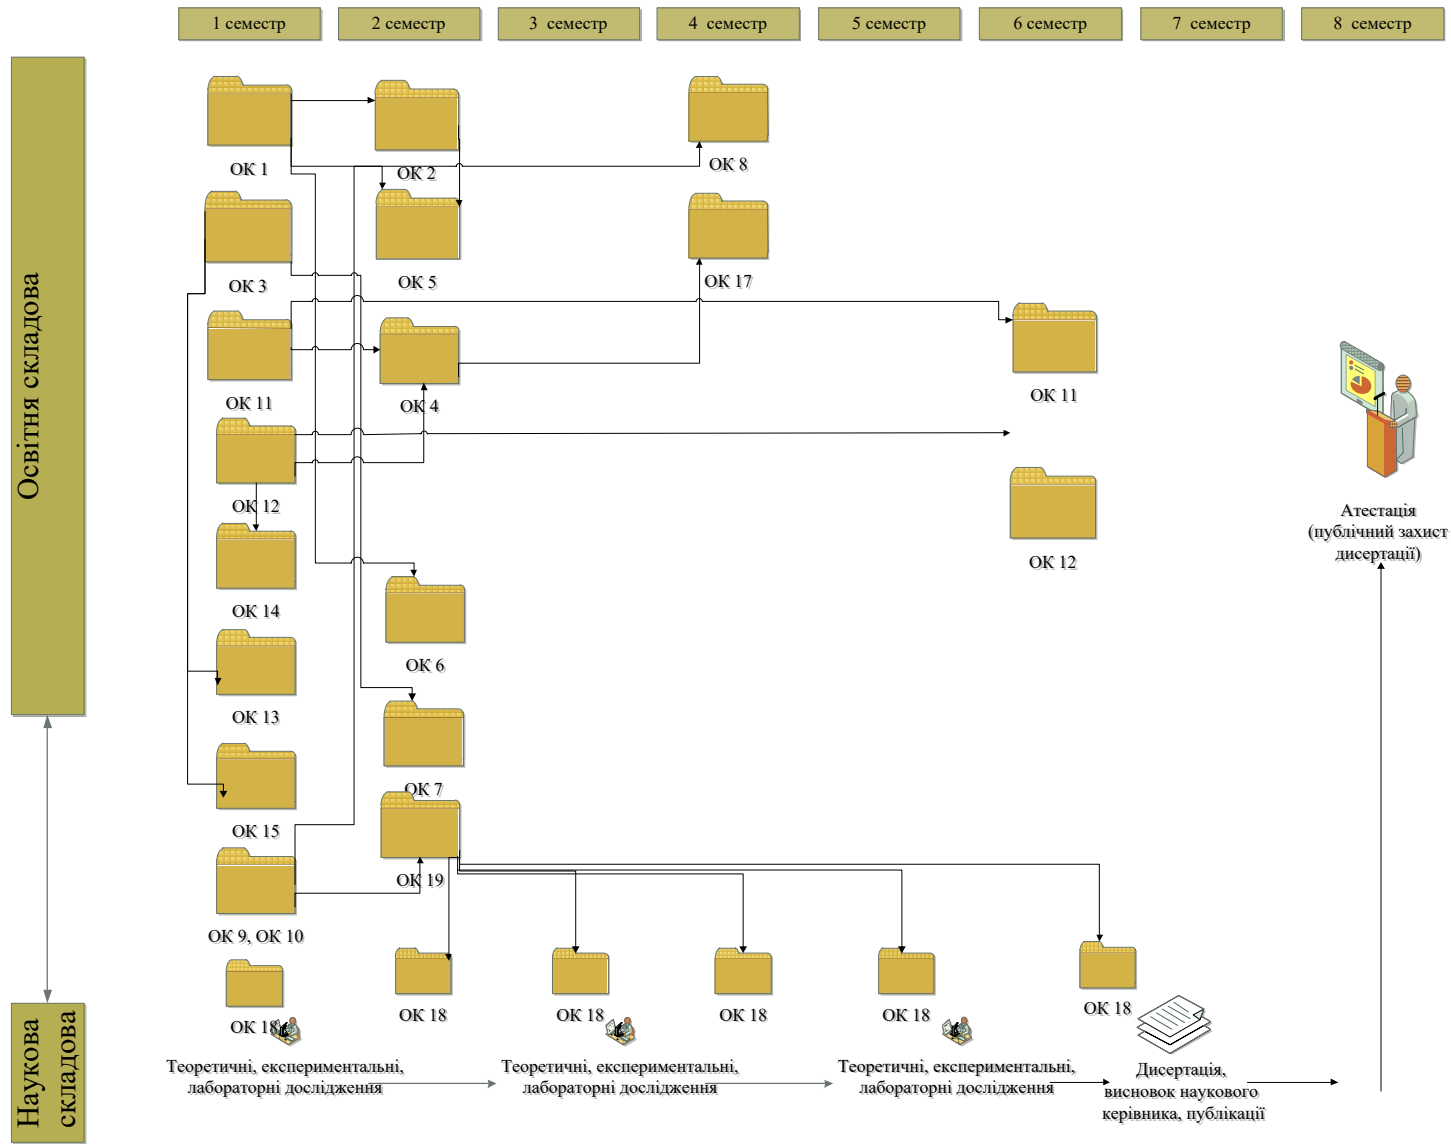 1 семестр
2 семестр
3 семестр
4 семестр
5 семестр
6 семестр
7 семестр
8 семестр
Освітня складова
ОК 1
ОК 2
ОК 8
ОК 3
ОК 5
ОК 17
ОК 11
ОК 4
ОК 11
ОК 12
ОК 12
ОК 14
ОК 6
ОК 13
ОК 7
ОК 15
ОК 19
ОК 9, ОК 10
Атестація
(публічний захист
дисертації)
Наукова
складова
ОК 18
ОК 18
ОК 18
ОК 18
ОК 18
ОК 18
Теоретичні, експериментальні,
лабораторні дослідження
Теоретичні, експериментальні,
лабораторні дослідження
Теоретичні, експериментальні,
лабораторні дослідження
Дисертація,
висновок наукового
керівника, публікації